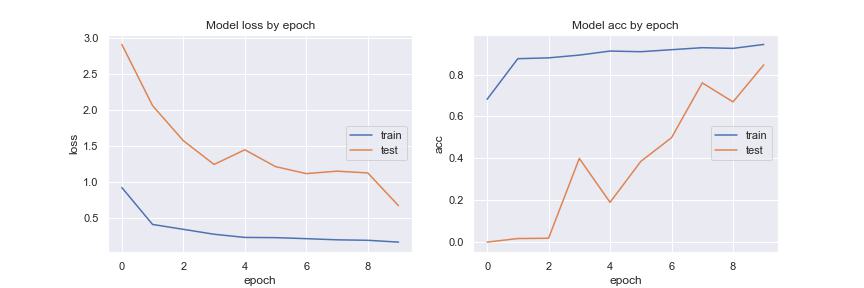 Model loss by epoch
3.0
2.5
2.0
1.5
1.0
0.5
loss
train
test
0 2 4 6 8
epoch
Model acc by epoch
0.8
0.6
0.4
0.2
0.0
acc
train
test
0 2 4 6 8
epoch